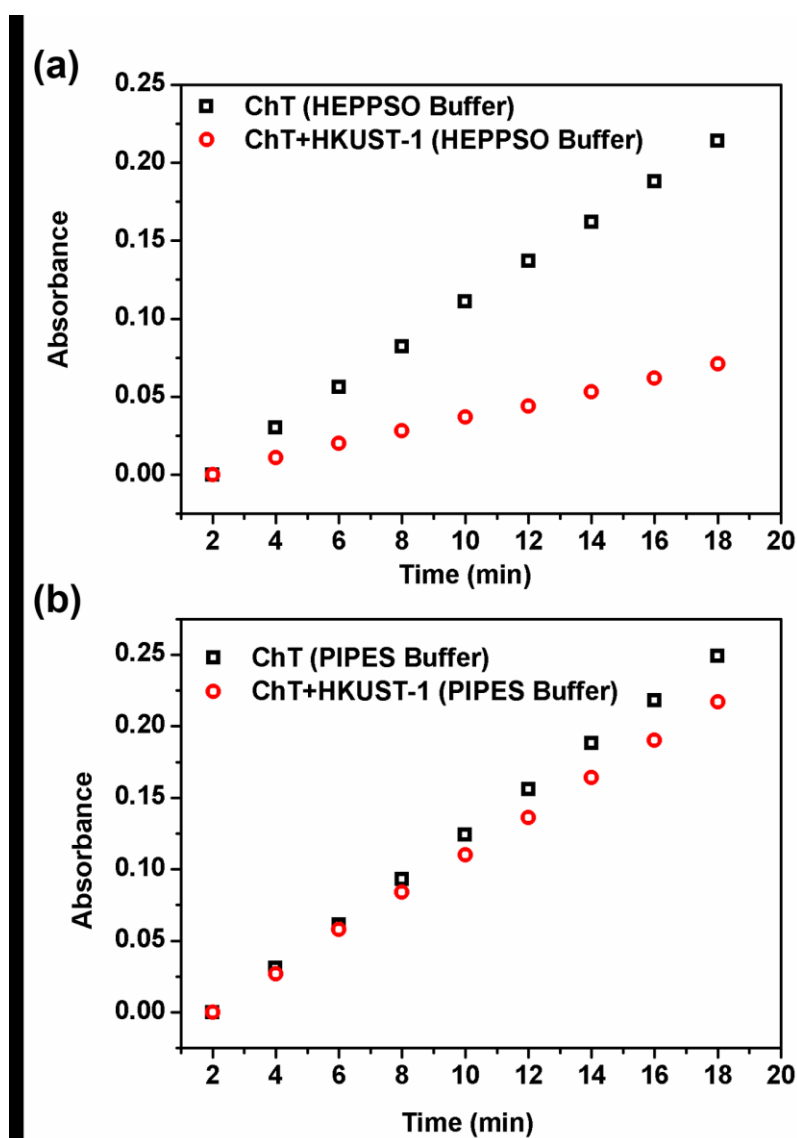 (a)
0.25
0.20
0.15
0.10
0.05
0.00
Absorbance
ChT (HEPPSO Buffer)
ChT+HKUST-1 (HEPPSO Buffer)
2 4 6 8 10 12 14 16 18 20
Time (min)
(b)
0.25
0.20
0.15
0.10
0.05
0.00
Absorbance
ChT (PIPES Buffer)
ChT+HKUST-1 (PIPES Buffer)
2 4 6 8 10 12 14 16 18 20
Time (min)